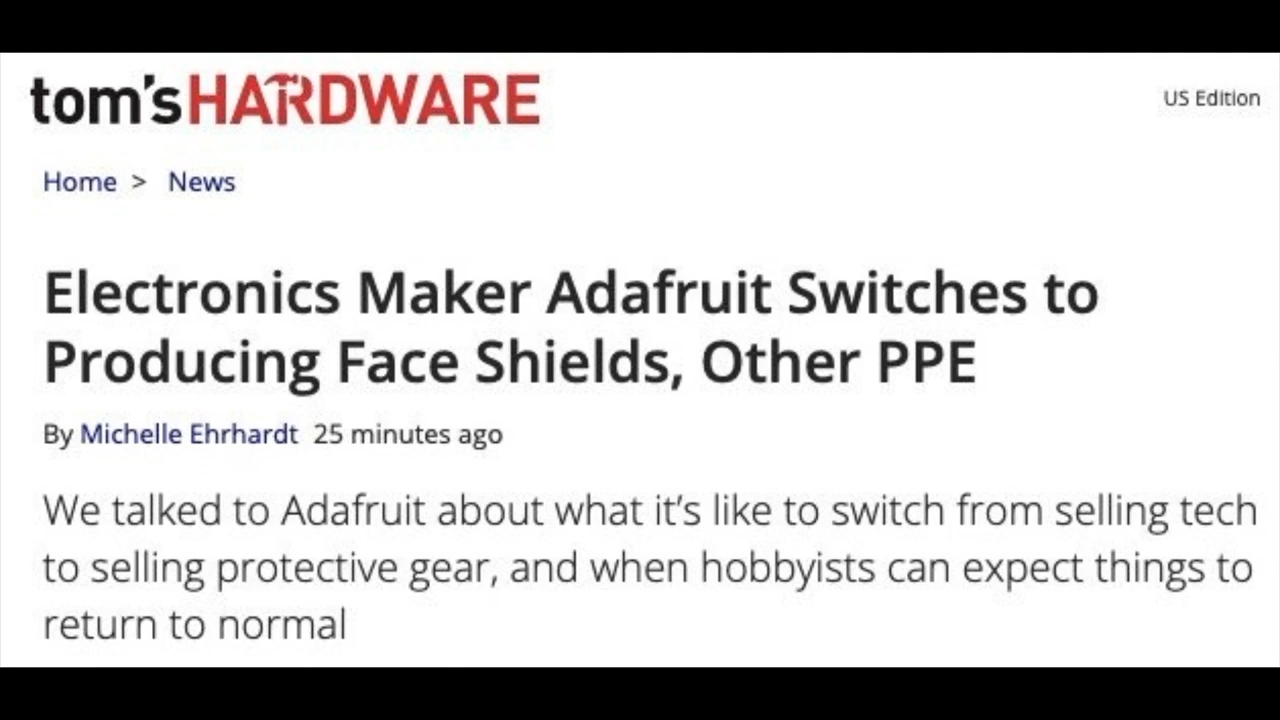 tom'sHARDWARE
US Edition
Home > News
Electronics Maker Adafruit Switches to
Producing Face Shields, Other PPE
By Michelle Ehrhardt 25 minutes ago
We talked to Adafruit about what it's like to switch from selling tech
to selling protective gear, and when hobbyists can expect things to
return to normal